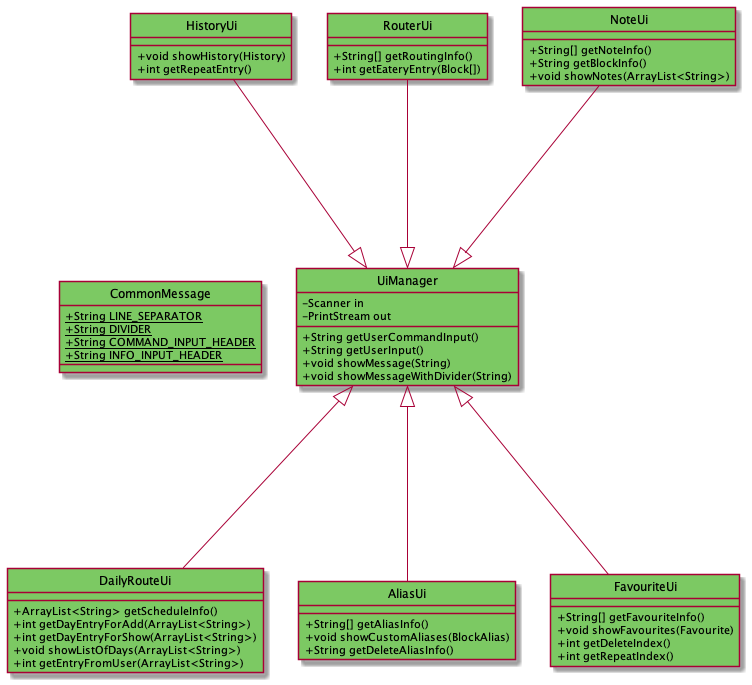 HistoryUi
+void showHistory(History)
+int getRepeatEntry()
RouterUi
+String[] getRoutingInfo()
+int getEateryEntry(Block[])
NoteUi
+String[] getNoteInfo()
+String getBlockInfo()
+void showNotes(ArrayList<String>)
CommonMessage
+String LINE_SEPARATOR
+String DIVIDER
+String COMMAND_INPUT_HEADER
+String INFO_INPUT_HEADER
UiManager
-Scanner in
-PrintStream out
+String getUserCommandInput()
+String getUserInput()
+void showMessage(String)
+void showMessageWithDivider(String)
DailyRouteUi
+ArrayList<String> getScheduleInfo()
+int getDayEntryForAdd(ArrayList<String>)
+int getDayEntryForShow(ArrayList<String>)
+void showListOfDays(ArrayList<String>)
+int getEntryFromUser(ArrayList<String>)
AliasUi
+String[] getAliasInfo()
+void showCustomAliases(BlockAlias)
+String getDeleteAliasInfo()
FavouriteUi
+String[] getFavouriteInfo()
+void showFavourites(Favourite)
+int getDeleteIndex()
+int getRepeatIndex()